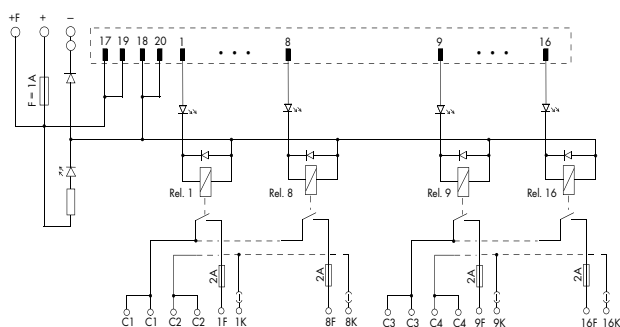 +F + −
17 19 18 20 1 8 9 16
F = 1A
Rel. 1 Rel. 8 Rel. 9 Rel. 16
2A 2A 2A 2A
C1 C1 C2 C2 1F 1K 8F 8K C3 C3 C4 C4 9F 9K 16F 16K